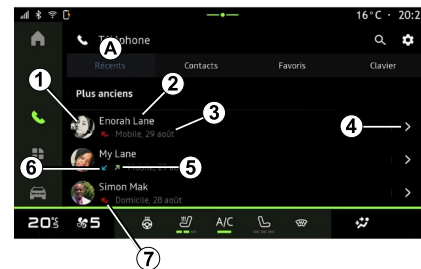 16°C · 20:2
Téléphone
A
Récents Contacts Favoris Clavier
Plus anciens
1 2 3 4
Enorah Lane
Mobile, 29 août
My Lane
6 5
Simon Mak
Domicile, 28 août
20°C 5 A/C
7